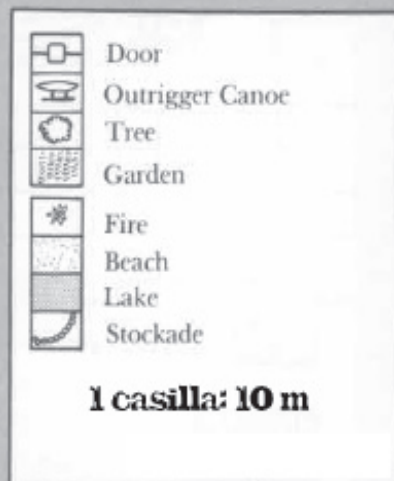 Door
Outrigger Canoe
Tree
Garden
Fire
Beach
Lake
Stockade
1 casilla: 10 m